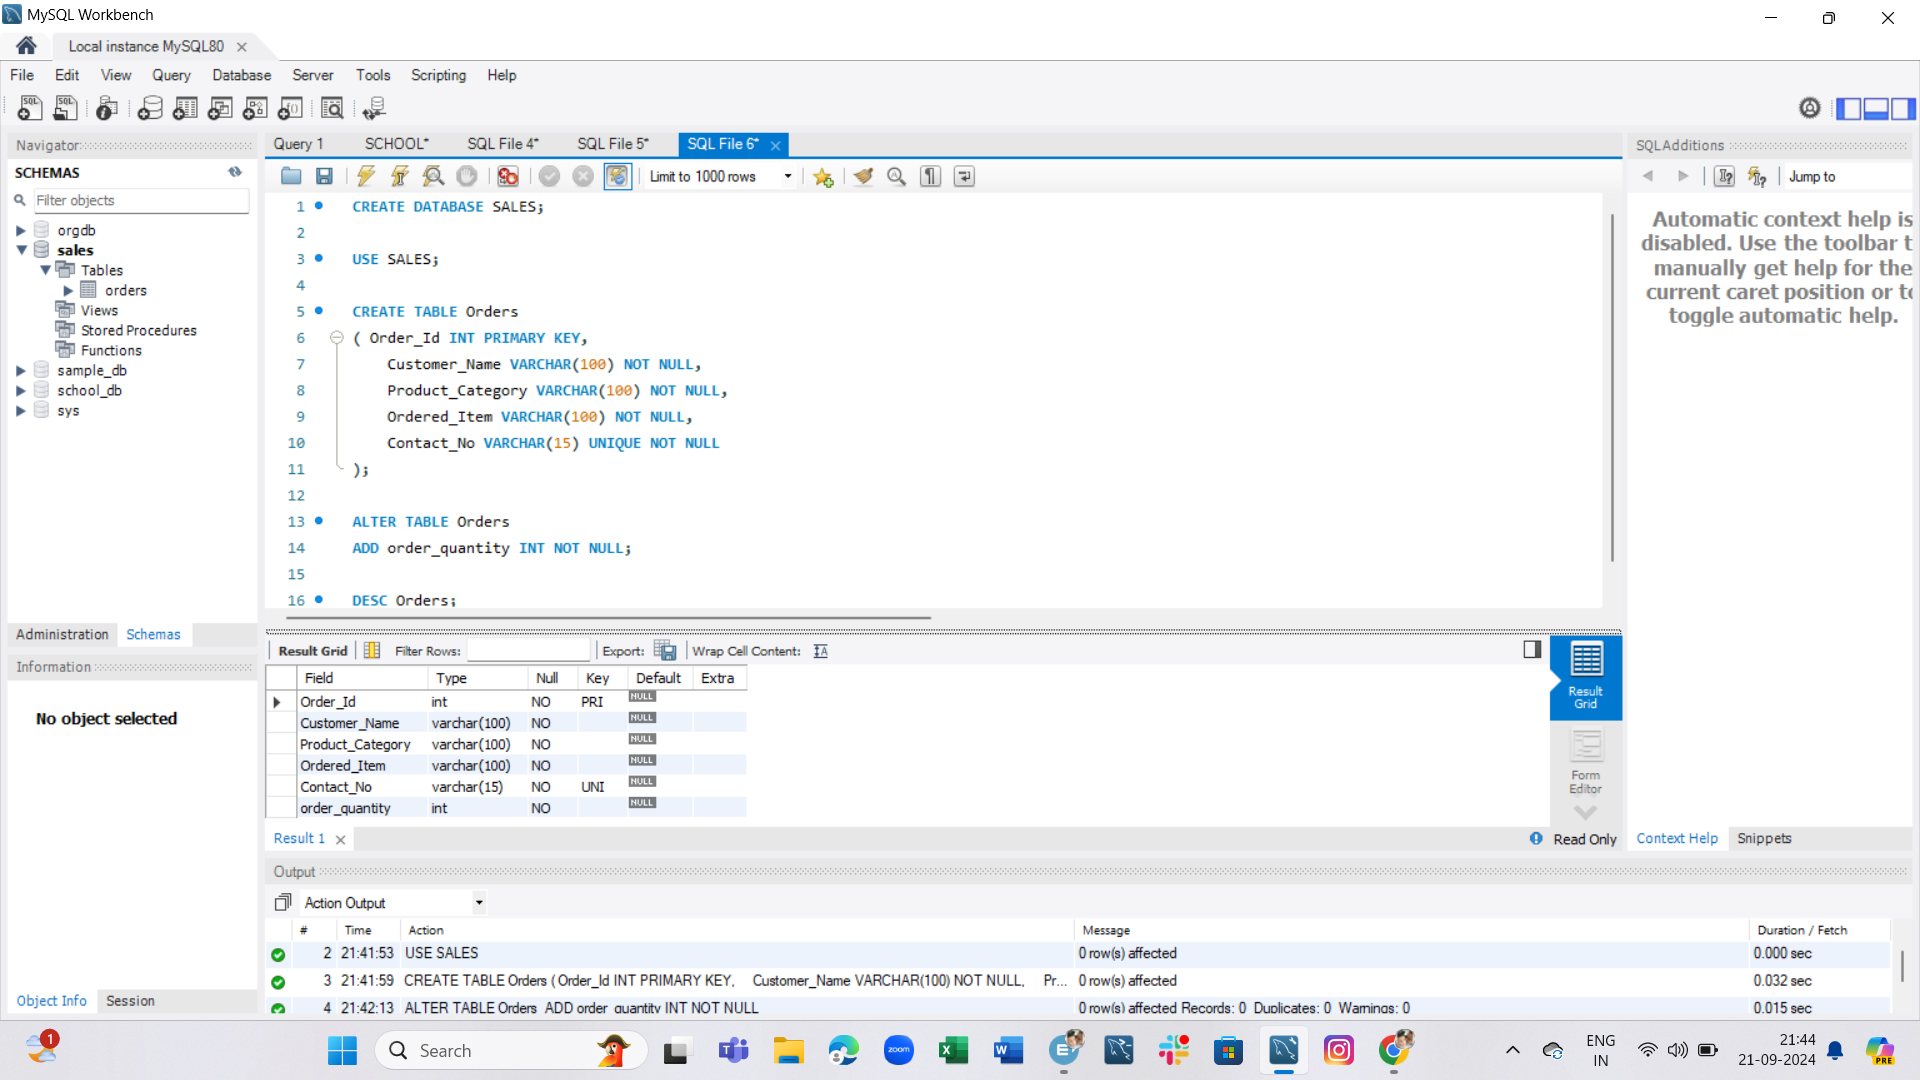 MySQL Workbench
Local instance MySQL80
File Edit View Query Database Server Tools Scripting Help
Navigator
SCHEMAS
Filter objects
orgdb
sales
Tables
orders
Views
Stored Procedures
Functions
sample_db
school_db
sys
Administration Schemas
Information
No object selected
Object Info Session
Query 1 SCHOOL* SQL File 4* SQL File 5* SQL File 6*
Limit to 1000 rows
1 CREATE DATABASE SALES;
2
3 USE SALES;
4
5 CREATE TABLE Orders
6 ( Order_Id INT PRIMARY KEY,
7 Customer_Name VARCHAR(100) NOT NULL,
8 Product_Category VARCHAR(100) NOT NULL,
9 Ordered_Item VARCHAR(100) NOT NULL,
10 Contact_No VARCHAR(15) UNIQUE NOT NULL
11 );
12
13 ALTER TABLE Orders
14 ADD order_quantity INT NOT NULL;
15
16 DESC Orders;
Result Grid Filter Rows: Export: Wrap Cell Content:
Field Type Null Key Default Extra
Order_Id int NO PRI NULL
Customer_Name varchar(100) NO NULL
Product_Category varchar(100) NO NULL
Ordered_Item varchar(100) NO NULL
Contact_No varchar(15) NO UNI NULL
order_quantity int NO NULL
Result
Grid
Form
Editor
Result 1
Read Only
SQLAdditions
Jump to
Automatic context help is
disabled. Use the toolbar t
manually get help for the
current caret position or to
toggle automatic help.
Context Help Snippets
Output
Action Output
# Time Action Message Duration / Fetch
2 21:41:53 USE SALES 0 row(s) affected 0.000 sec
3 21:41:59 CREATE TABLE Orders ( Order_Id INT PRIMARY KEY, Customer_Name VARCHAR(100) NOT NULL, Pr... 0 row(s) affected 0.032 sec
4 21:42:13 ALTER TABLE Orders ADD order_quantity INT NOT NULL 0 row(s) affected Records: 0 Duplicates: 0 Warnings: 0 0.015 sec
1
Search
zoom
ENG
IN
21:44
21-09-2024
PRE